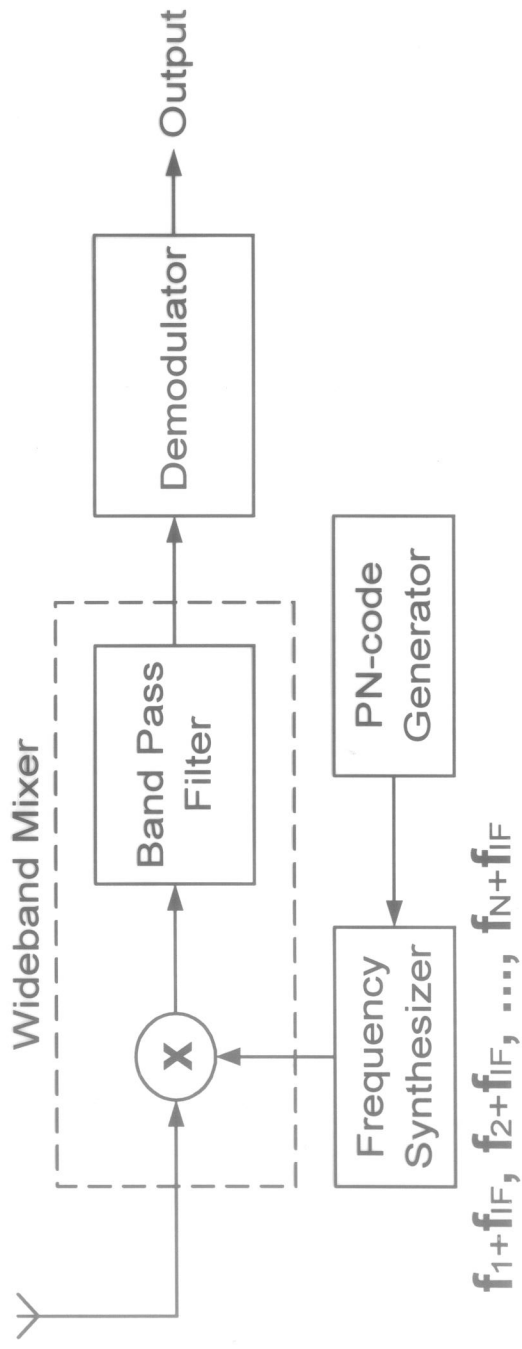 Wideband Mixer
X
Band Pass
Filter
Demodulator
Output
Frequency
Synthesizer
PN-code
Generator
f1+fIF, f2+fIF, ..., fN+fIF